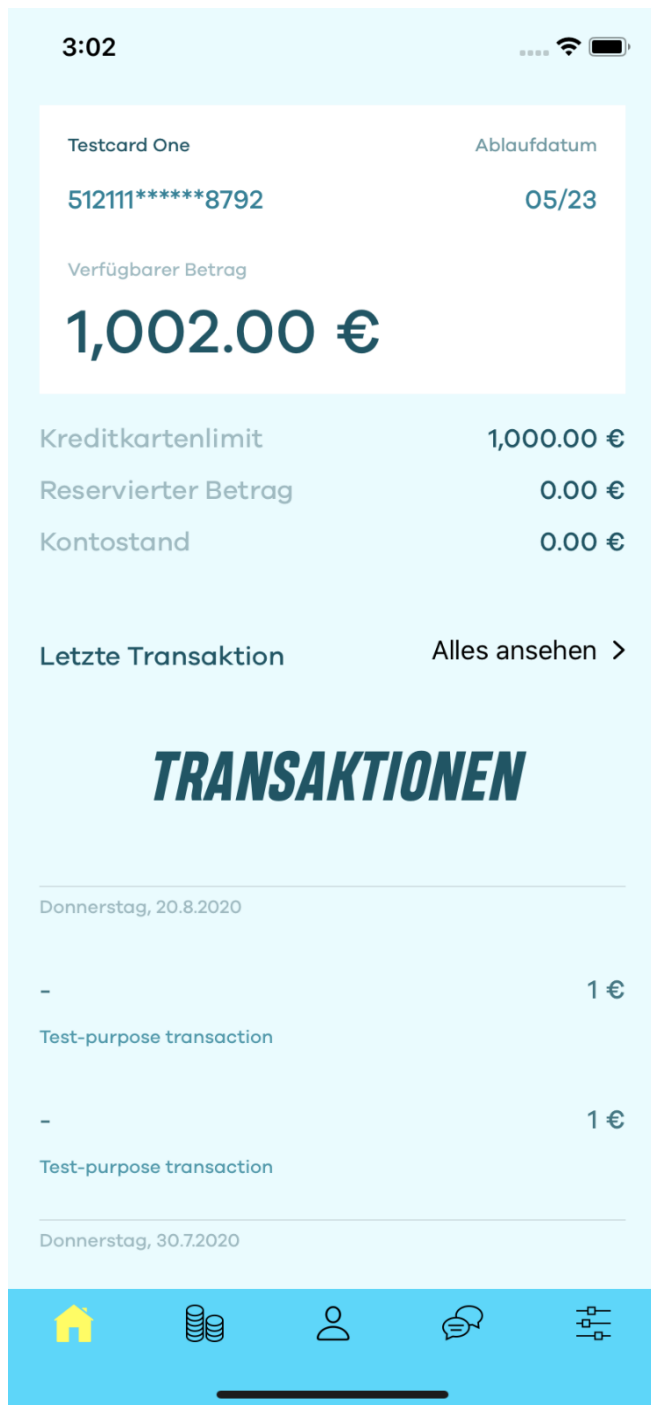 3:02
Testcard One Ablaufdatum
512111******8792 05/23
Verfügbarer Betrag
1,002.00 €
Kreditkartenlimit 1,000.00 €
Reservierter Betrag 0.00 €
Kontostand 0.00 €
Letzte Transaktion Alles ansehen >
TRANSAKTIONEN
Donnerstag, 20.8.2020
- 1 €
Test-purpose transaction
- 1 €
Test-purpose transaction
Donnerstag, 30.7.2020